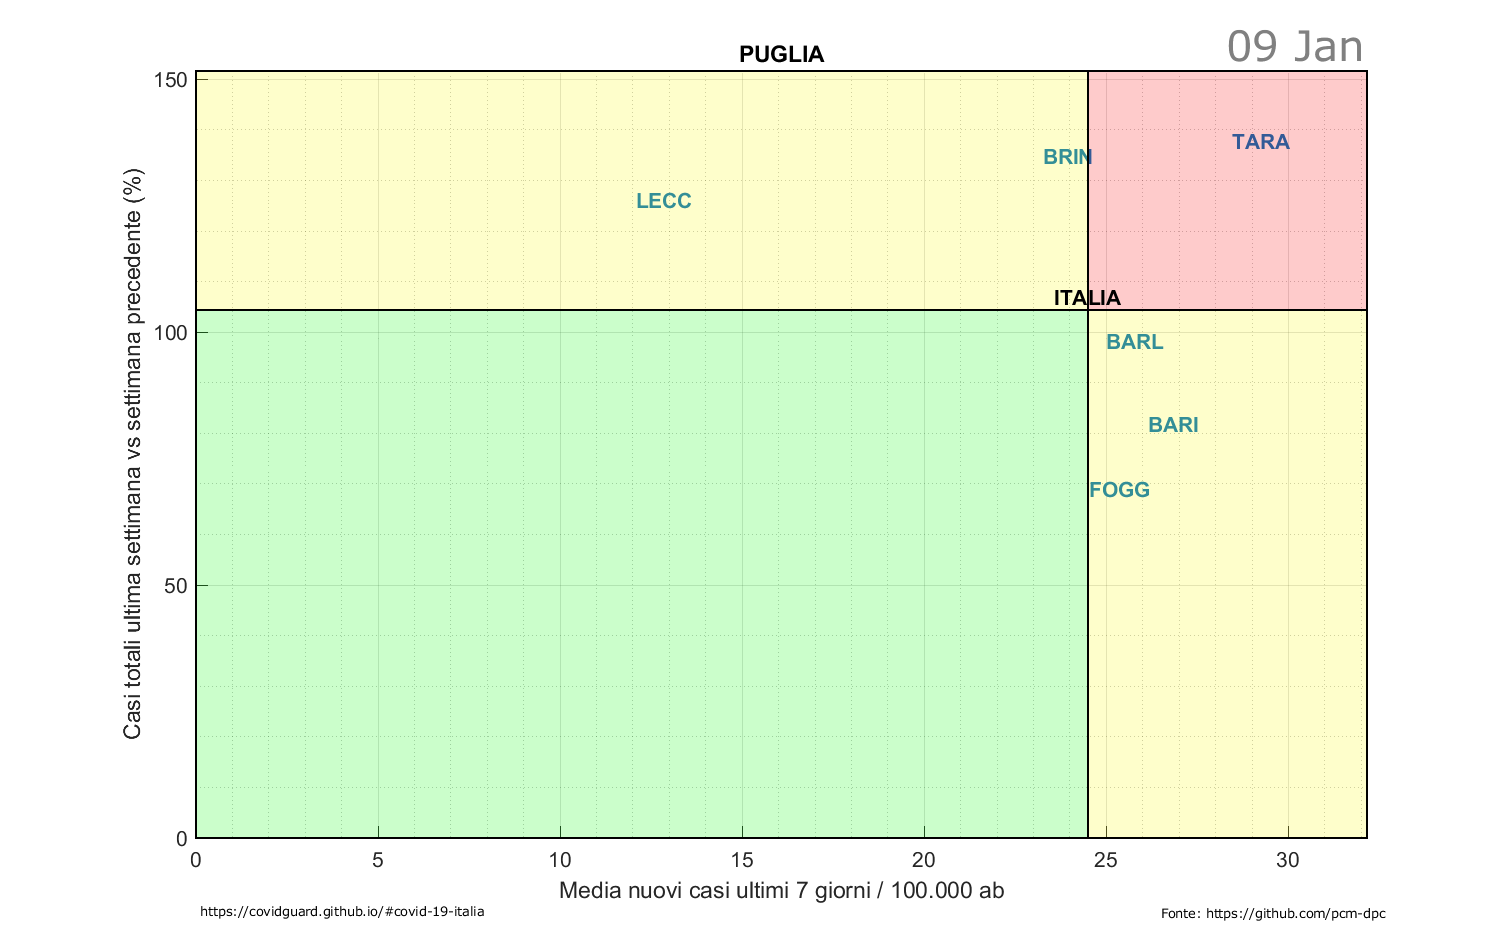 09 Jan
PUGLIA
150
100
50
0
Casi totali ultima settimana vs settimana precedente (%)
TARA
BRIN
LECC
ITALIA
BARL
BARI
FOGG
0 5 10 15 20 25 30
Media nuovi casi ultimi 7 giorni / 100.000 ab
https://covidguard.github.io/#covid-19-italia
Fonte: https://github.com/pcm-dpc